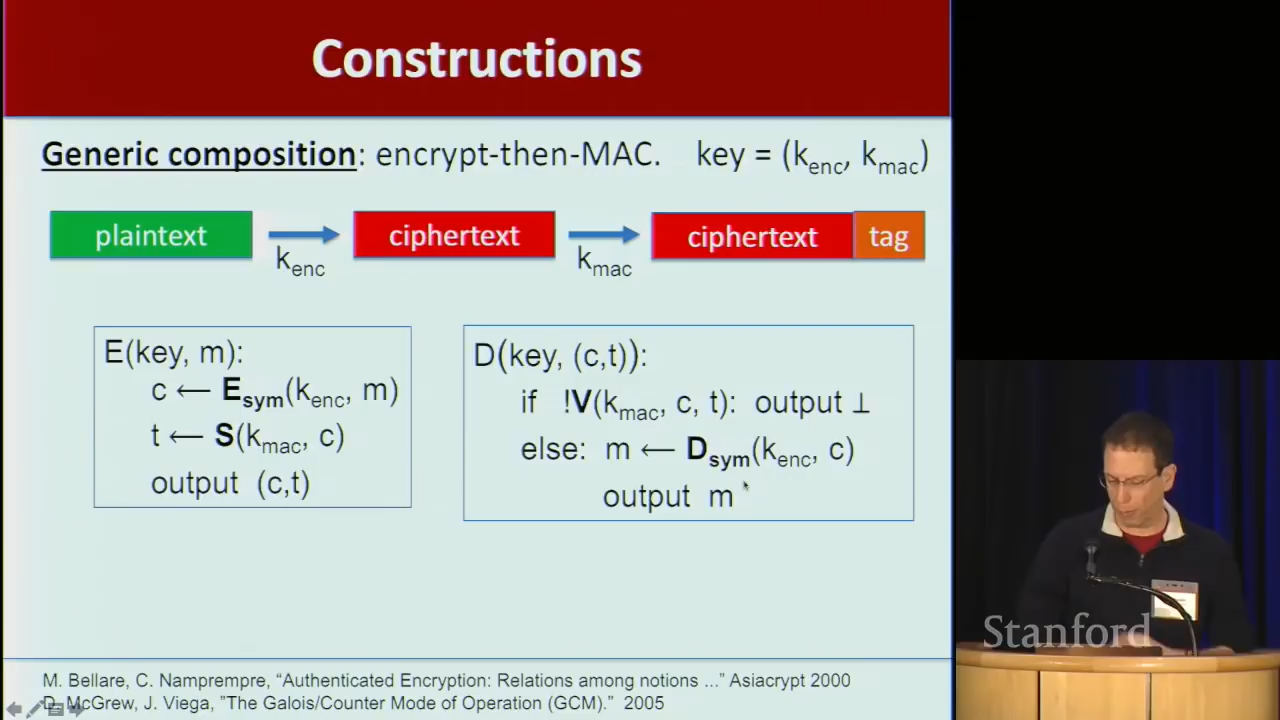 Constructions
Generic composition: encrypt-then-MAC. key = (kenc, kmac)
plaintext ciphertext ciphertext tag
kenc kmac
E(key, m):
c ⟵ Esym(kenc, m)
t ⟵ S(kmac, c)
output (c,t)
D(key, (c,t)):
if !V(kmac, c, t): output ⊥
else: m ⟵ Dsym(kenc, c)
output m
Stanford
M. Bellare, C. Namprempre, “Authenticated Encryption: Relations among notions ...” Asiacrypt 2000
D. McGrew, J. Viega, "The Galois/Counter Mode of Operation (GCM)." 2005